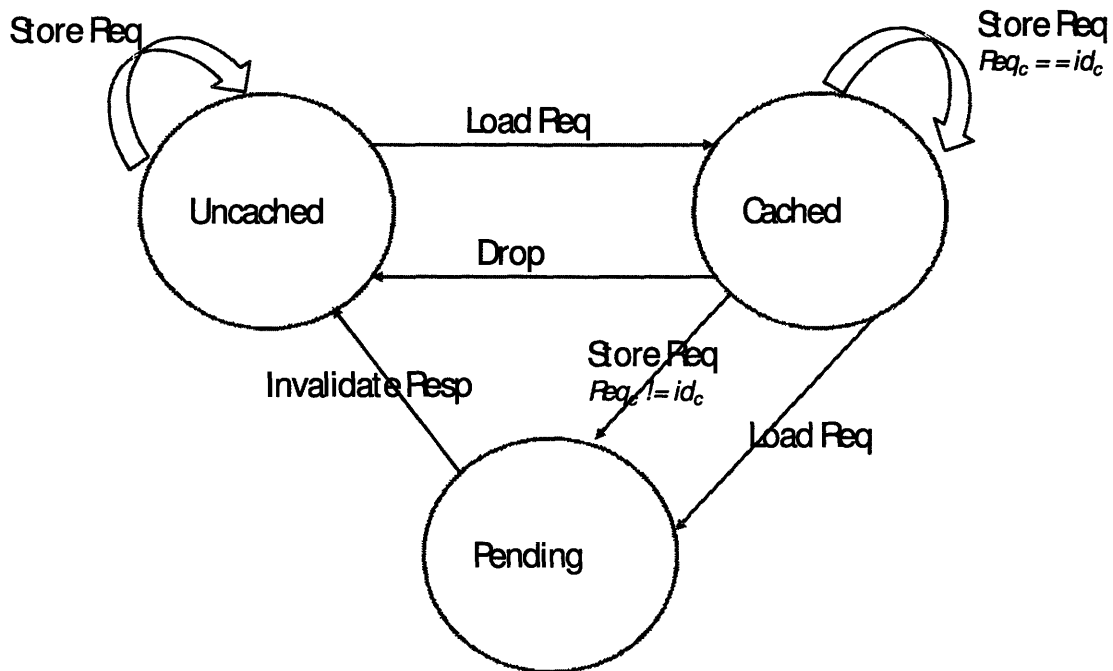 Store Req
Store Req
Req_c == id_c
Load Req
Uncached
Cached
Drop
Store Req
Req_c != id_c
Invalidate Resp
Load Req
Pending